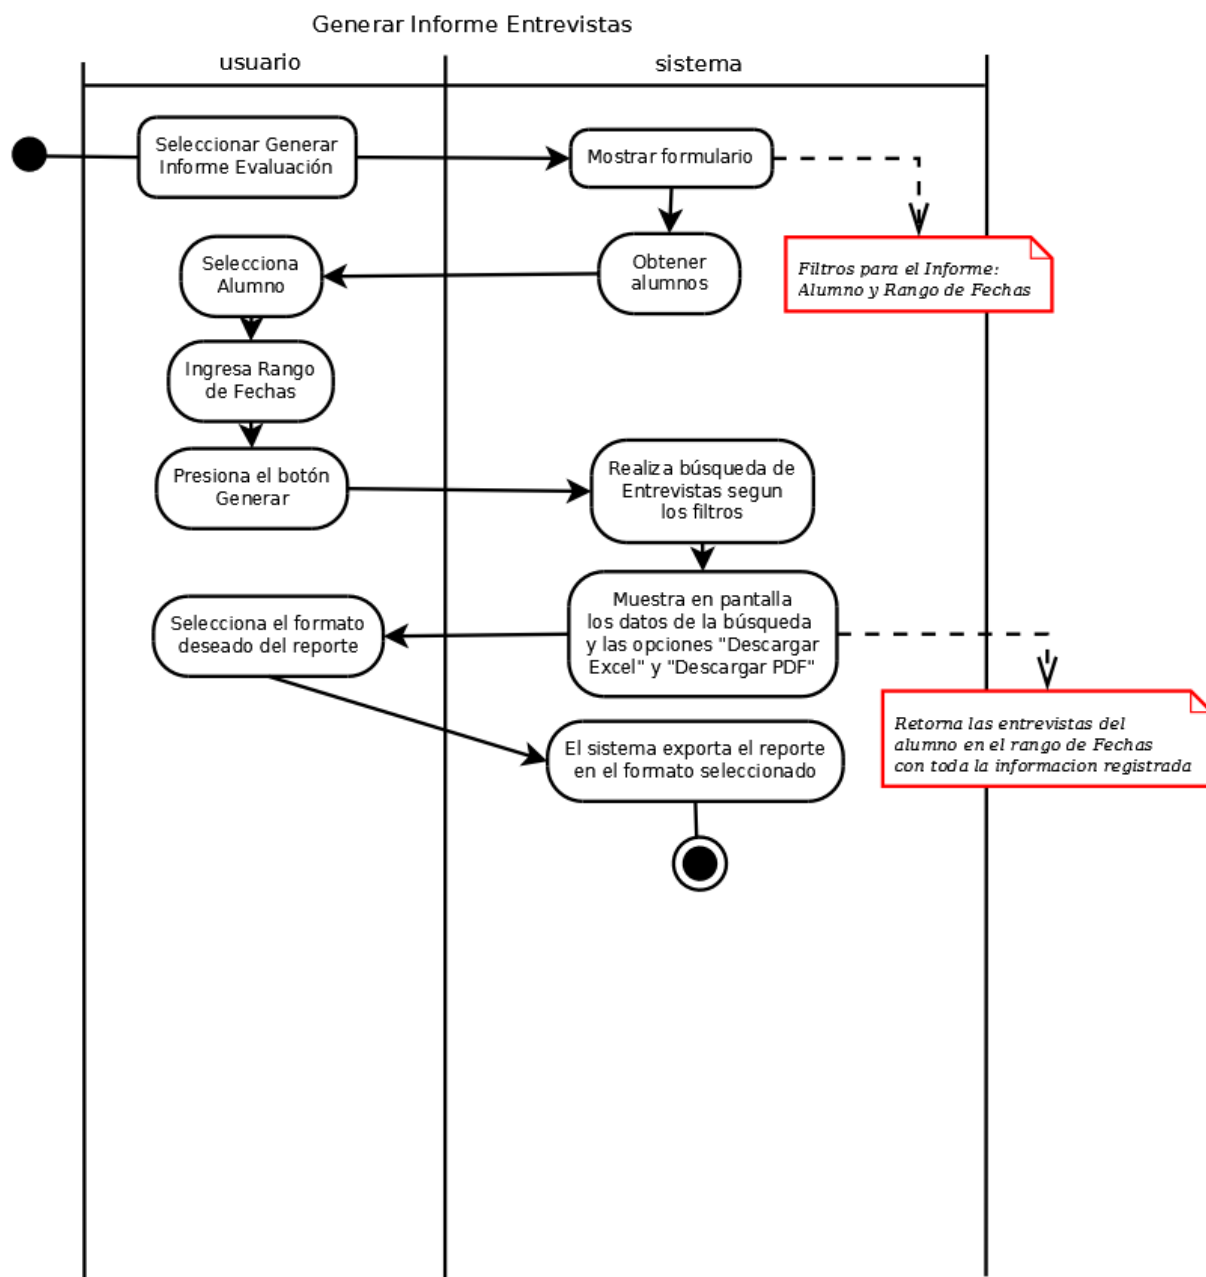 Generar Informe Entrevistas
usuario
sistema
Seleccionar Generar
Informe Evaluación
Mostrar formulario
Selecciona
Alumno
Obtener
alumnos
Filtros para el Informe:
Alumno y Rango de Fechas
Ingresa Rango
de Fechas
Presiona el botón
Generar
Realiza búsqueda de
Entrevistas segun
los filtros
Selecciona el formato
deseado del reporte
Muestra en pantalla
los datos de la búsqueda
y las opciones "Descargar
Excel" y "Descargar PDF"
Retorna las entrevistas del
alumno en el rango de Fechas
con toda la informacion registrada
El sistema exporta el reporte
en el formato seleccionado